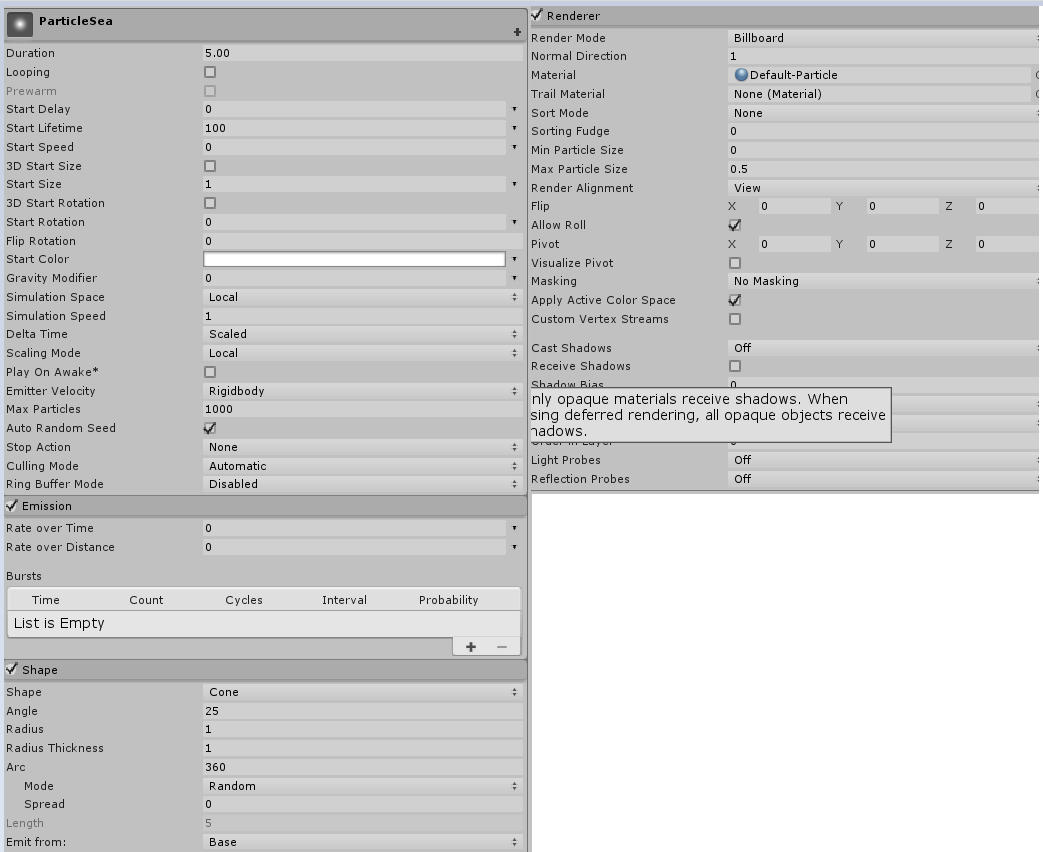 ParticleSea
Duration 5.00
Looping
Prewarm
Start Delay 0
Start Lifetime 100
Start Speed 0
3D Start Size
Start Size 1
3D Start Rotation
Start Rotation 0
Flip Rotation 0
Start Color
Gravity Modifier 0
Simulation Space Local
Simulation Speed 1
Delta Time Scaled
Scaling Mode Local
Play On Awake*
Emitter Velocity Rigidbody
Max Particles 1000
Auto Random Seed
Stop Action None
Culling Mode Automatic
Ring Buffer Mode Disabled
Emission
Rate over Time 0
Rate over Distance 0
Bursts
Time Count Cycles Interval Probability
List is Empty
Shape
Shape Cone
Angle 25
Radius 1
Radius Thickness 1
Arc 360
Mode Random
Spread 0
Length 5
Emit from: Base
Renderer
Render Mode Billboard
Normal Direction 1
Material Default-Particle
Trail Material None (Material)
Sort Mode None
Sorting Fudge 0
Min Particle Size 0
Max Particle Size 0.5
Render Alignment View
Flip X 0 Y 0 Z 0
Allow Roll
Pivot X 0 Y 0 Z 0
Visualize Pivot
Masking No Masking
Apply Active Color Space
Custom Vertex Streams
Cast Shadows Off
Receive Shadows
Shadow Bias 0
nly opaque materials receive shadows. When
sing deferred rendering, all opaque objects receive
hadows.
Order in Layer
Light Probes Off
Reflection Probes Off